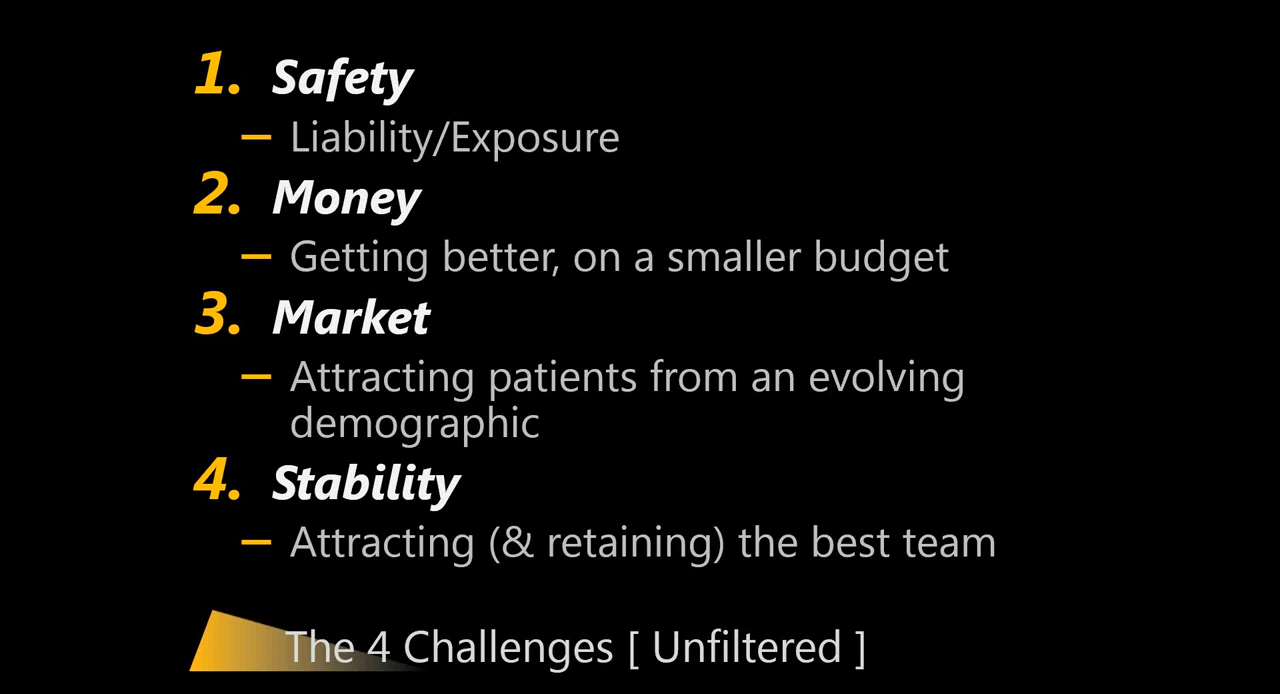 1. Safety
– Liability/Exposure
2. Money
– Getting better, on a smaller budget
3. Market
– Attracting patients from an evolving
demographic
4. Stability
– Attracting (& retaining) the best team
The 4 Challenges [ Unfiltered ]